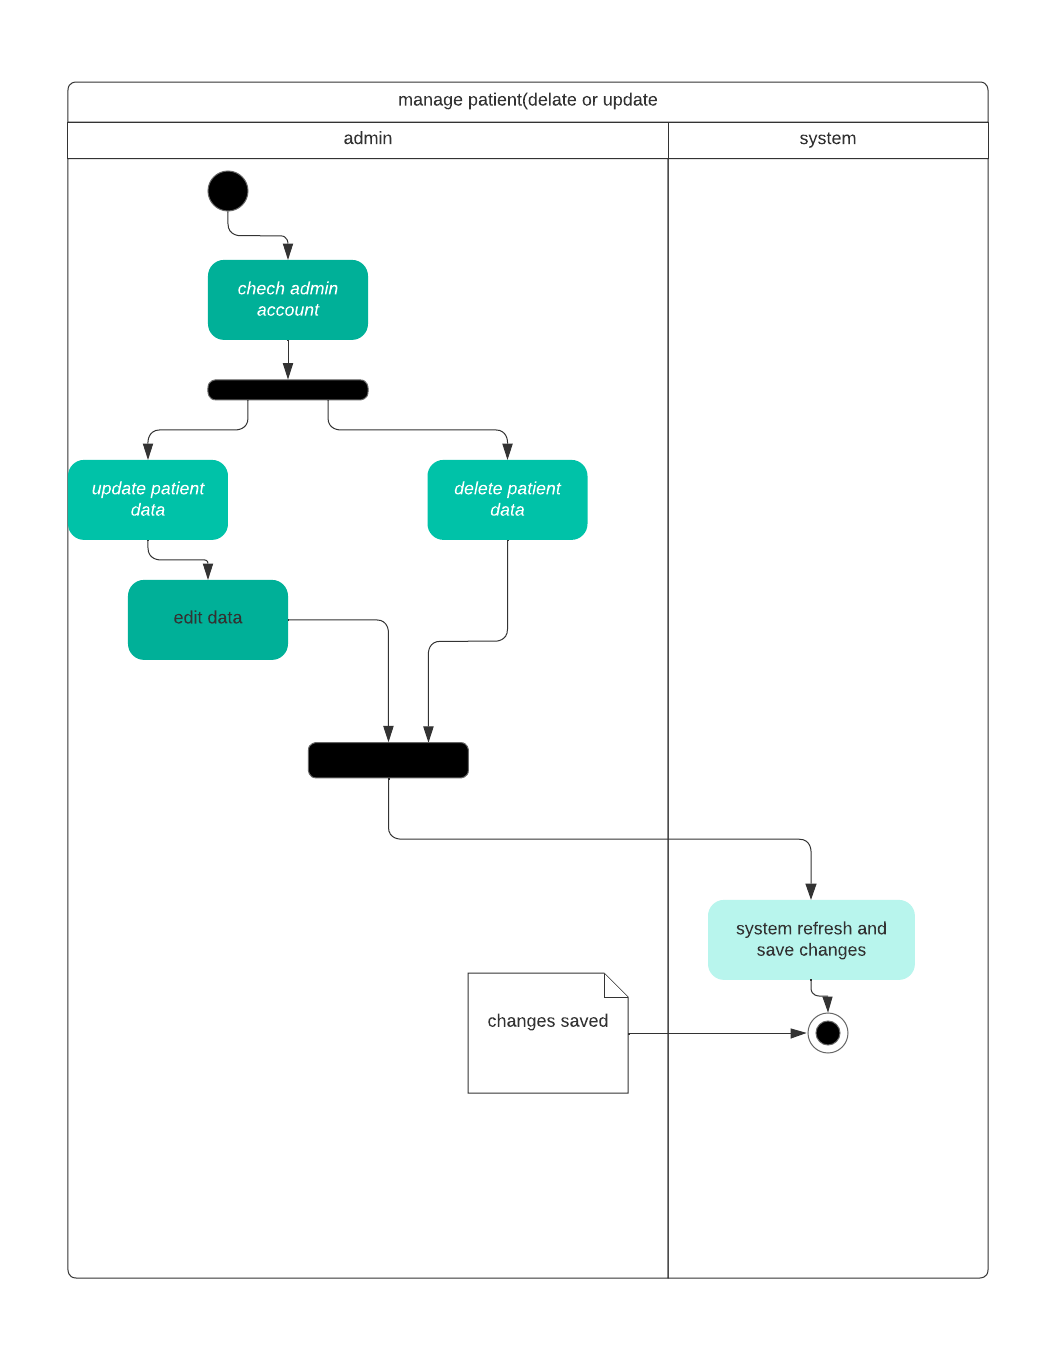 manage patient(delate or update
admin
system
chech admin
account
update patient
data
delete patient
data
edit data
system refresh and
save changes
changes saved